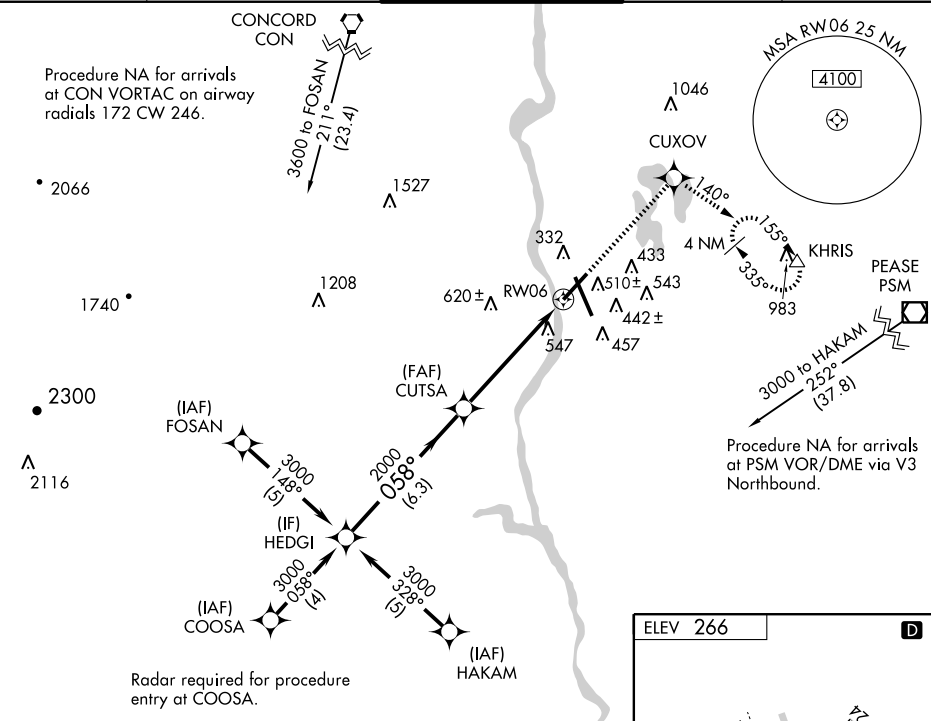 CONCORD
CON
MSA RW06 25 NM
4100
Procedure NA for arrivals
at CON VORTAC on airway
radials 172 CW 246.
3600 to FOSAN
211°
(23.4)
1046
CUXOV
2066
1527
140°
155°
4 NM
KHRIS
335°
983
332
433
PEASE
PSM
1740
1208
620±
RW06
510±
543
442±
547
457
3000 to HAKAM
252°
(37.8)
(FAF)
CUTSA
2300
(IAF)
FOSAN
Procedure NA for arrivals
at PSM VOR/DME via V3
Northbound.
2116
3000
148°
(5)
2000
058°
(6.3)
(IF)
HEDGI
3000
058°
(4)
3000
328°
(5)
(IAF)
COOSA
(IAF)
HAKAM
Radar required for procedure
entry at COOSA.
ELEV 266
D
24